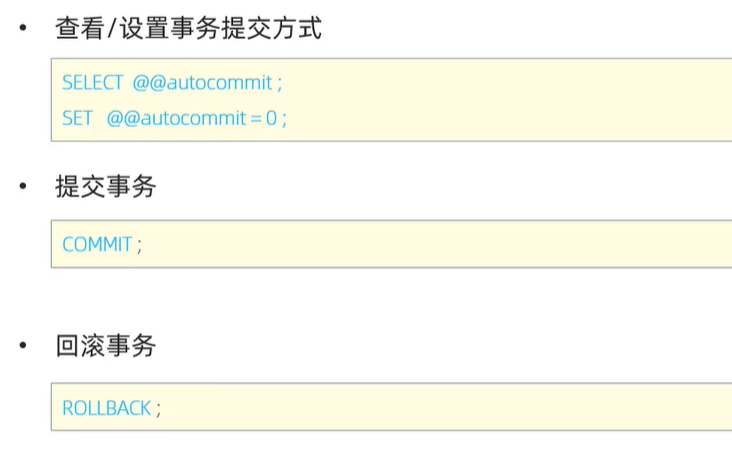 • 查看/设置事务提交方式
SELECT @@autocommit ;
SET @@autocommit = 0 ;
• 提交事务
COMMIT ;
• 回滚事务
ROLLBACK ;